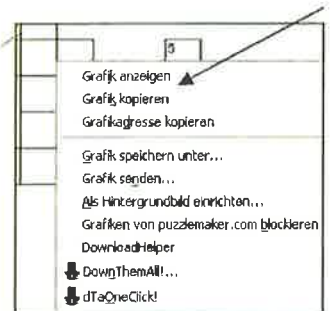 5
Grafik anzeigen
Grafik kopieren
Grafikadresse kopieren
Grafik speichern unter...
Grafik senden...
Als Hintergrundbild einrichten...
Grafiken von puzzlemaker.com blockieren
DownloadHelper
DownThemAll!...
dTaOneClick!